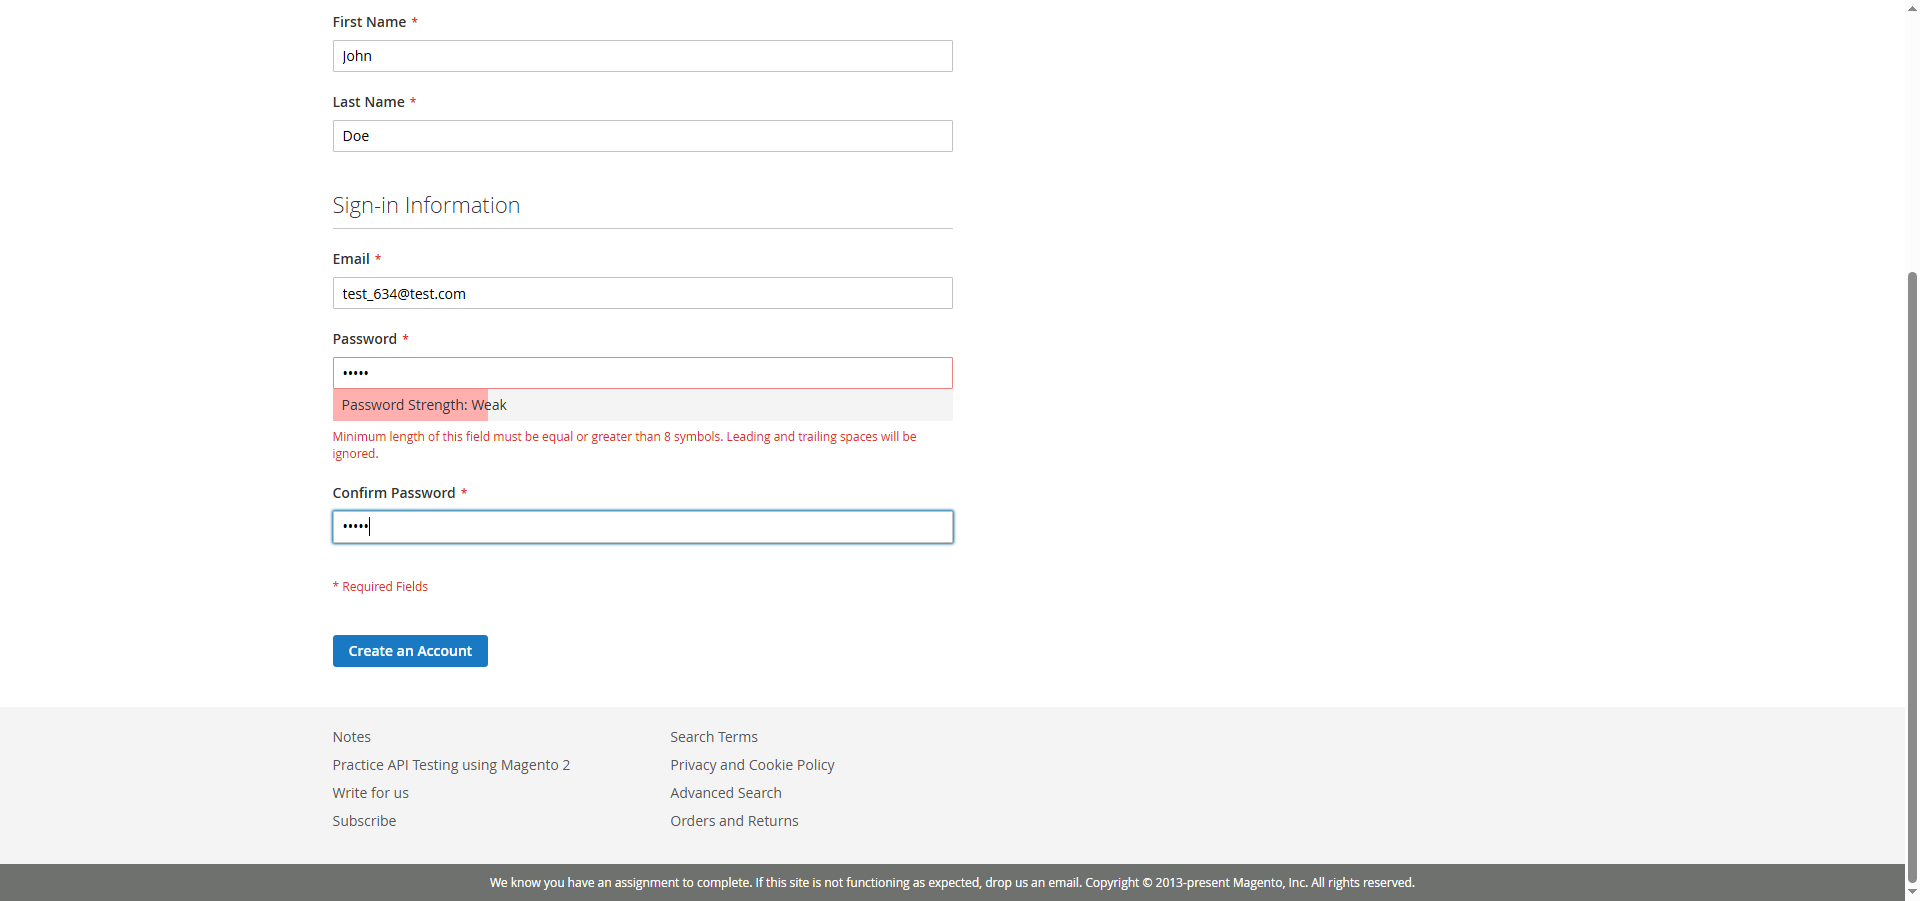 First Name *
John
Last Name *
Doe
Sign-in Information
Email *
test_634@test.com
Password *
•••••
Password Strength: Weak
Minimum length of this field must be equal or greater than 8 symbols. Leading and trailing spaces will be
ignored.
Confirm Password *
•••••
* Required Fields
Create an Account
Notes
Practice API Testing using Magento 2
Write for us
Subscribe
Search Terms
Privacy and Cookie Policy
Advanced Search
Orders and Returns
We know you have an assignment to complete. If this site is not functioning as expected, drop us an email. Copyright © 2013-present Magento, Inc. All rights reserved.